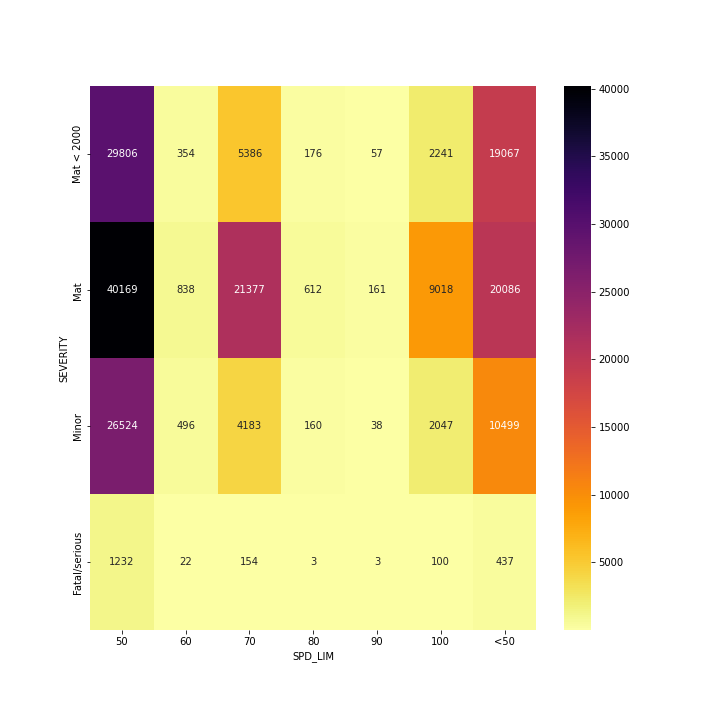 40000
Mat < 2000 29806 354 5386 176 57 2241 19067
35000
30000
Mat 40169 838 21377 612 161 9018 20086
25000
SEVERITY
20000
Minor 26524 496 4183 160 38 2047 10499
15000
10000
Fatal/serious 1232 22 154 3 3 100 437
5000
50 60 70 80 90 100 <50
SPD_LIM